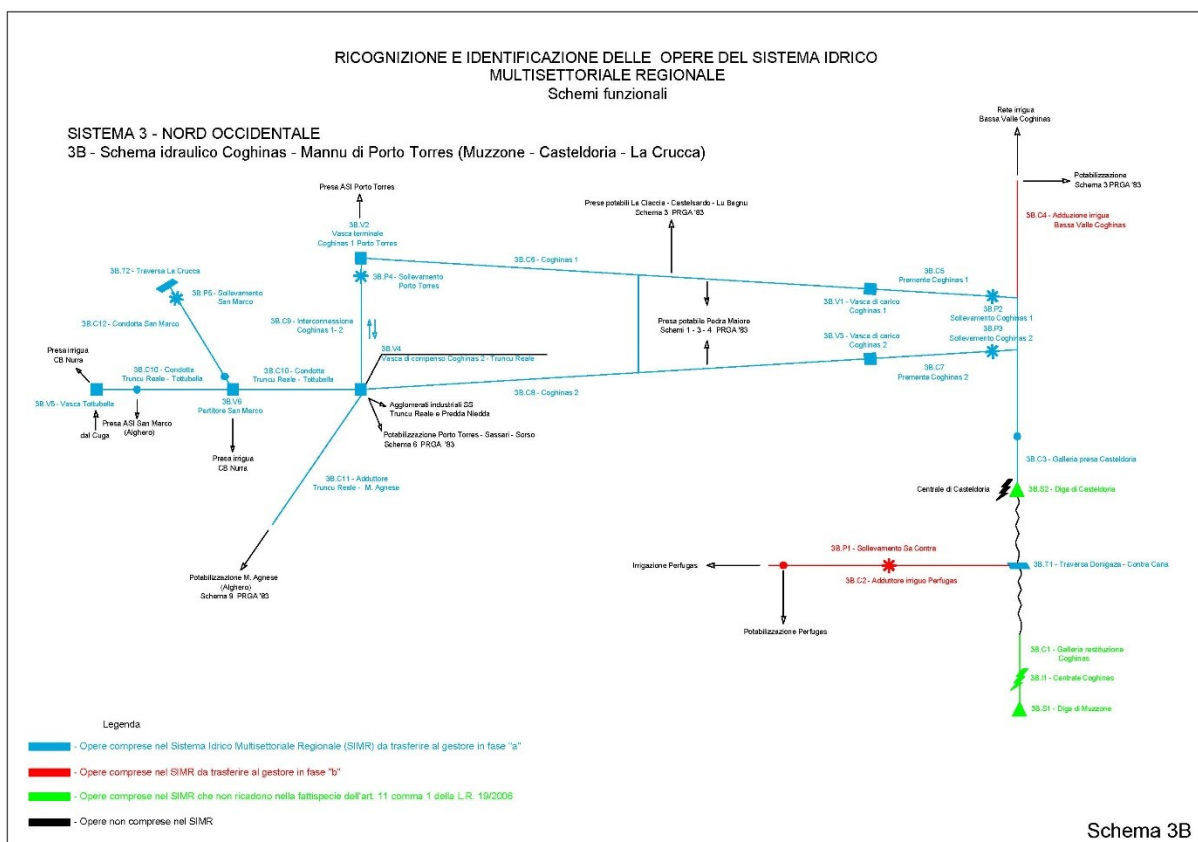 RICOGNIZIONE E IDENTIFICAZIONE DELLE OPERE DEL SISTEMA IDRICO
MULTISETTORIALE REGIONALE
Schemi funzionali
SISTEMA 3 - NORD OCCIDENTALE
3B - Schema idraulico Coghinas - Mannu di Porto Torres (Muzzone - Casteldoria - La Crucca)
Rete irrigua
Bassa Valle Coghinas
Potabilizzazione
Schema 3 PRGA '83
3B.C4 - Adduzione irrigua
Bassa Valle Coghinas
Presa ASI Porto Torres
Prese potabili La Ciaccia - Castelsardo - Lu Bagnu
Schema 3 PRGA '83
3B.V2
Vasca terminale
Coghinas 1 Porto Torres
3B.C6 - Coghinas 1
3B.T2 - Traversa La Crucca
3B.P4 - Sollevamento
Porto Torres
3B.C5
Premente Coghinas 1
3B.P5 - Sollevamento
San Marco
3B.V1 - Vasca di carico
Coghinas 1
3B.P2
Sollevamento Coghinas 1
3B.C12 - Condotta San Marco
3B.C9 - Interconnessione
Coghinas 1- 2
Presa potabile Pedra Maiore
Schemi 1 - 3 - 4 PRGA '83
3B.P3
Sollevamento Coghinas 2
3B.V3 - Vasca di carico
Coghinas 2
3B.V4
Vasca di compenso Coghinas 2 - Truncu Reale
Presa irrigua
CB Nurra
3B.C10 - Condotta
Truncu Reale - Tottubella
3B.C10 - Condotta
Truncu Reale - Tottubella
3B.C7
Premente Coghinas 2
3B.C8 - Coghinas 2
3B.V5 - Vasca Tottubella
3B.V6
Partitore San Marco
Agglomerati industriali SS
Truncu Reale e Predda Niedda
Presa ASI San Marco
(Alghero)
dal Cuga
Potabilizzazione Porto Torres - Sassari - Sorso
Schema 6 PRGA '83
Presa irrigua
CB Nurra
3B.C3 - Galleria presa Casteldoria
3B.C11 - Adduttore
Truncu Reale - M. Agnese
Centrale di Casteldoria
3B.S2 - Diga di Casteldoria
3B.P1 - Sollevamento Sa Contra
Irrigazione Perfugas
3B.T1 - Traversa Donigaza - Contra Cana
Potabilizzazione M. Agnese
(Alghero)
Schema 9 PRGA '83
3B.C2 - Adduttore irriguo Perfugas
Potabilizzazione Perfugas
3B.C1 - Galleria restituzione
Coghinas
3B.I1 - Centrale Coghinas
3B.S1 - Diga di Muzzone
Legenda
- Opere comprese nel Sistema Idrico Multisettoriale Regionale (SIMR) da trasferire al gestore in fase "a"
- Opere comprese nel SIMR da trasferire al gestore in fase "b"
- Opere comprese nel SIMR che non ricadono nella fattispecie dell'art. 11 comma 1 della L.R. 19/2006
- Opere non comprese nel SIMR
Schema 3B